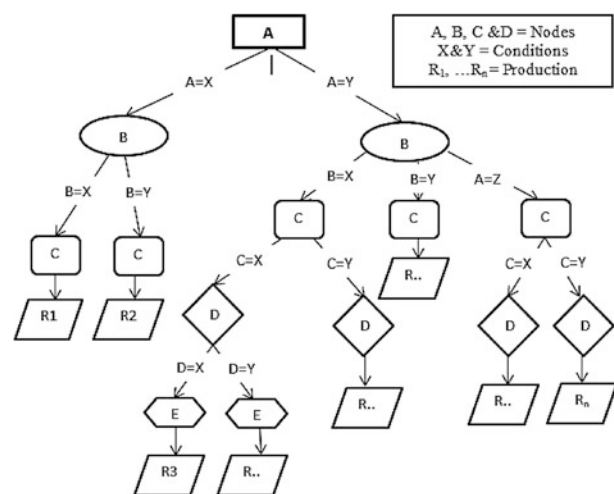 A
A, B, C &D = Nodes
X&Y = Conditions
R1, ...Rn= Production
A=X
A=Y
B
B
B=X
B=Y
B=X
B=Y
A=Z
C
C
C
C
C
C=X
C=Y
R..
C=X
C=Y
R1
R2
D
D
D
D
D=X
D=Y
R..
R..
Rn
E
E
R3
R..